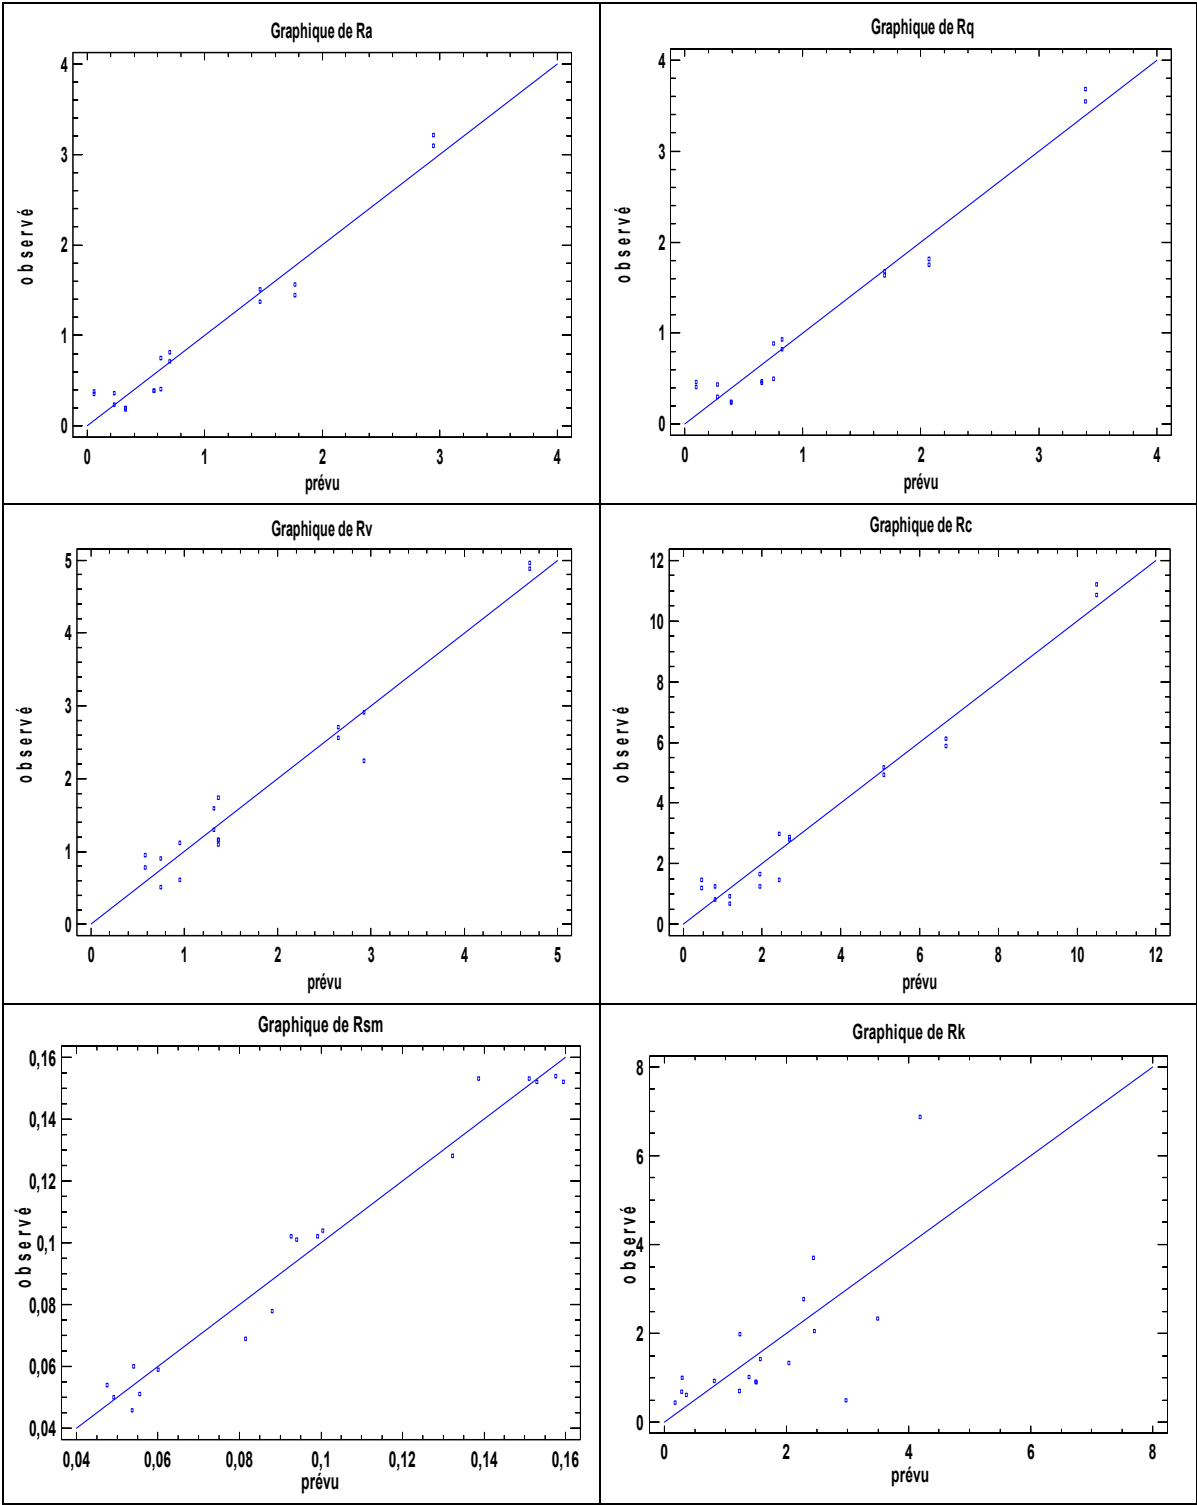 Graphique de Ra
4
3
2
1
0
observé
0 1 2 3 4
prévu
Graphique de Rq
4
3
2
1
0
observé
0 1 2 3 4
prévu
Graphique de Rv
5
4
3
2
1
0
observé
0 1 2 3 4 5
prévu
Graphique de Rc
12
10
8
6
4
2
0
observé
0 2 4 6 8 10 12
prévu
Graphique de Rsm
0,16
0,14
0,12
0,1
0,08
0,06
0,04
observé
0,04 0,06 0,08 0,1 0,12 0,14 0,16
prévu
Graphique de Rk
8
6
4
2
0
observé
0 2 4 6 8
prévu